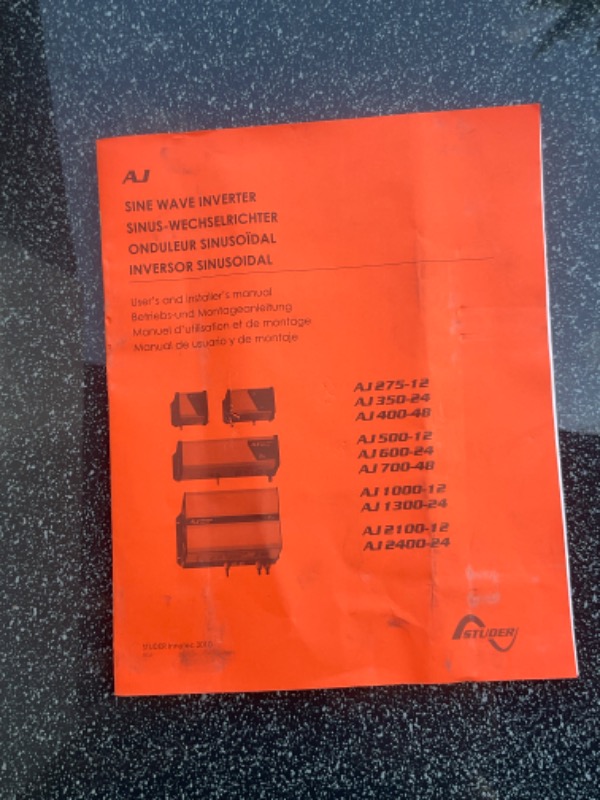 AJ
SINE WAVE INVERTER
SINUS-WECHSELRICHTER
ONDULEUR SINUSOÏDAL
INVERSOR SINUSOIDAL
User's and installer's manual
Betriebs-und Montageanleitung
Manuel d'utilisation et de montage
Manual de usuario y de montaje
AJ 275-12
AJ 350-24
AJ 400-48
AJ 500-12
AJ 600-24
AJ 700-48
AJ 1000-12
AJ 1300-24
AJ 2100-12
AJ 2400-24
STUDER
STUDER Innotec